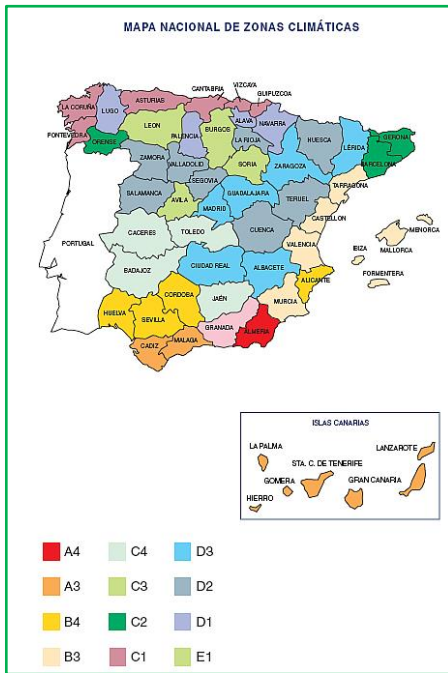 MAPA NACIONAL DE ZONAS CLIMÁTICAS
VIZCAYA
CANTABRIA
GUIPUZCOA
ASTURIAS
LA CORUÑA
LUGO
ALAVA
NAVARRA
PONTEVEDRA
ORENSE
LEON
PALENCIA
BURGOS
LA RIOJA
HUESCA
LÉRIDA
GERONA
BARCELONA
ZAMORA
VALLADOLID
SORIA
ZARAGOZA
TARRAGONA
SEGOVIA
SALAMANCA
AVILA
MADRID
GUADALAJARA
TERUEL
CASTELLON
MENORCA
MALLORCA
IBIZA
FORMENTERA
PORTUGAL
CACERES
TOLEDO
CUENCA
VALENCIA
BADAJOZ
CIUDAD REAL
ALBACETE
ALICANTE
CORDOBA
JAÉN
MURCIA
HUELVA
SEVILLA
GRANADA
ALMERIA
CADIZ
MALAGA
ISLAS CANARIAS
LA PALMA
LANZAROTE
STA. C. DE TENERIFE
GOMERA
GRAN CANARIA
HIERRO
A4 C4 D3
A3 C3 D2
B4 C2 D1
B3 C1 E1